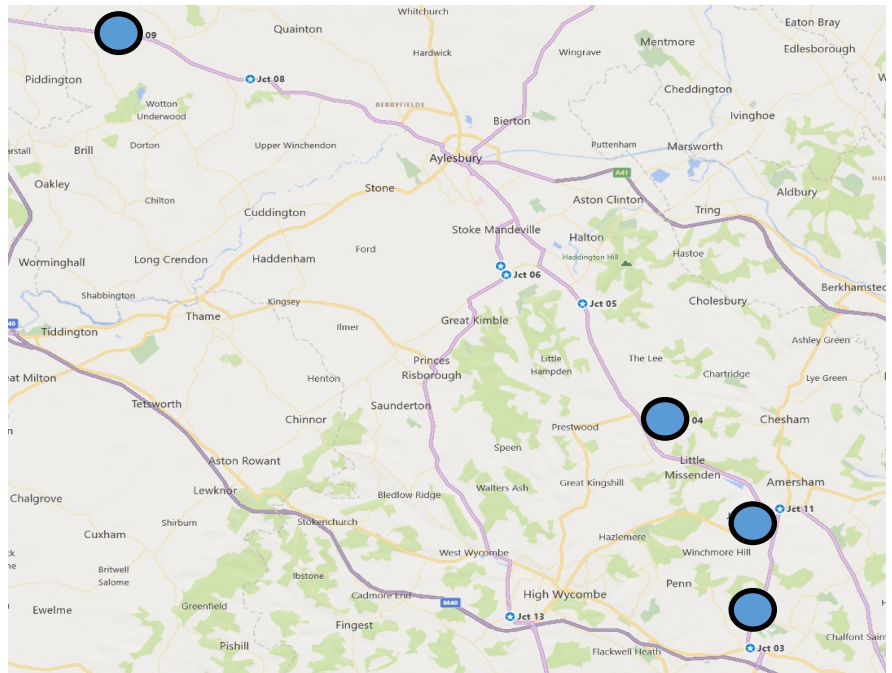 Whitchurch
Eaton Bray
Quainton
09
Mentmore
Edlesborough
Hardwick
Wingrave
Piddington
Jct 08
Cheddington
Wotton
Underwood
BERRYFIELDS
Ivinghoe
Bierton
Brill
Dorton
Upper Winchendon
Puttenham
Marsworth
Aylesbury
A41
Oakley
Stone
Aldbury
Chilton
Aston Clinton
Cuddington
Tring
Stoke Mandeville
Halton
Ford
Hastoe
Worminghall
Long Crendon
Haddenham
Haddington Hill
Jct 06
Berkhamsted
Shabbington
Kingsey
Jct 05
Cholesbury
Thame
Great Kimble
Tiddington
Ilmer
Ashley Green
Princes
Risborough
Little
Hampden
The Lee
Chartridge
Lye Green
Henton
Tetsworth
Saunderton
Chinnor
Prestwood
04
Chesham
Speen
Aston Rowant
Little
Missenden
Lewknor
Bledlow Ridge
Walters Ash
Great Kingshill
Amersham
Chalgrove
Jct 11
Shirburn
Stokenchurch
Cuxham
Hazlemere
West Wycombe
Winchmore Hill
Britwell
Salome
Ibstone
Penn
Cadmore End
High Wycombe
Ewelme
Greenfield
M40
Jct 13
Fingest
Pishill
Flackwell Heath
Jct 03